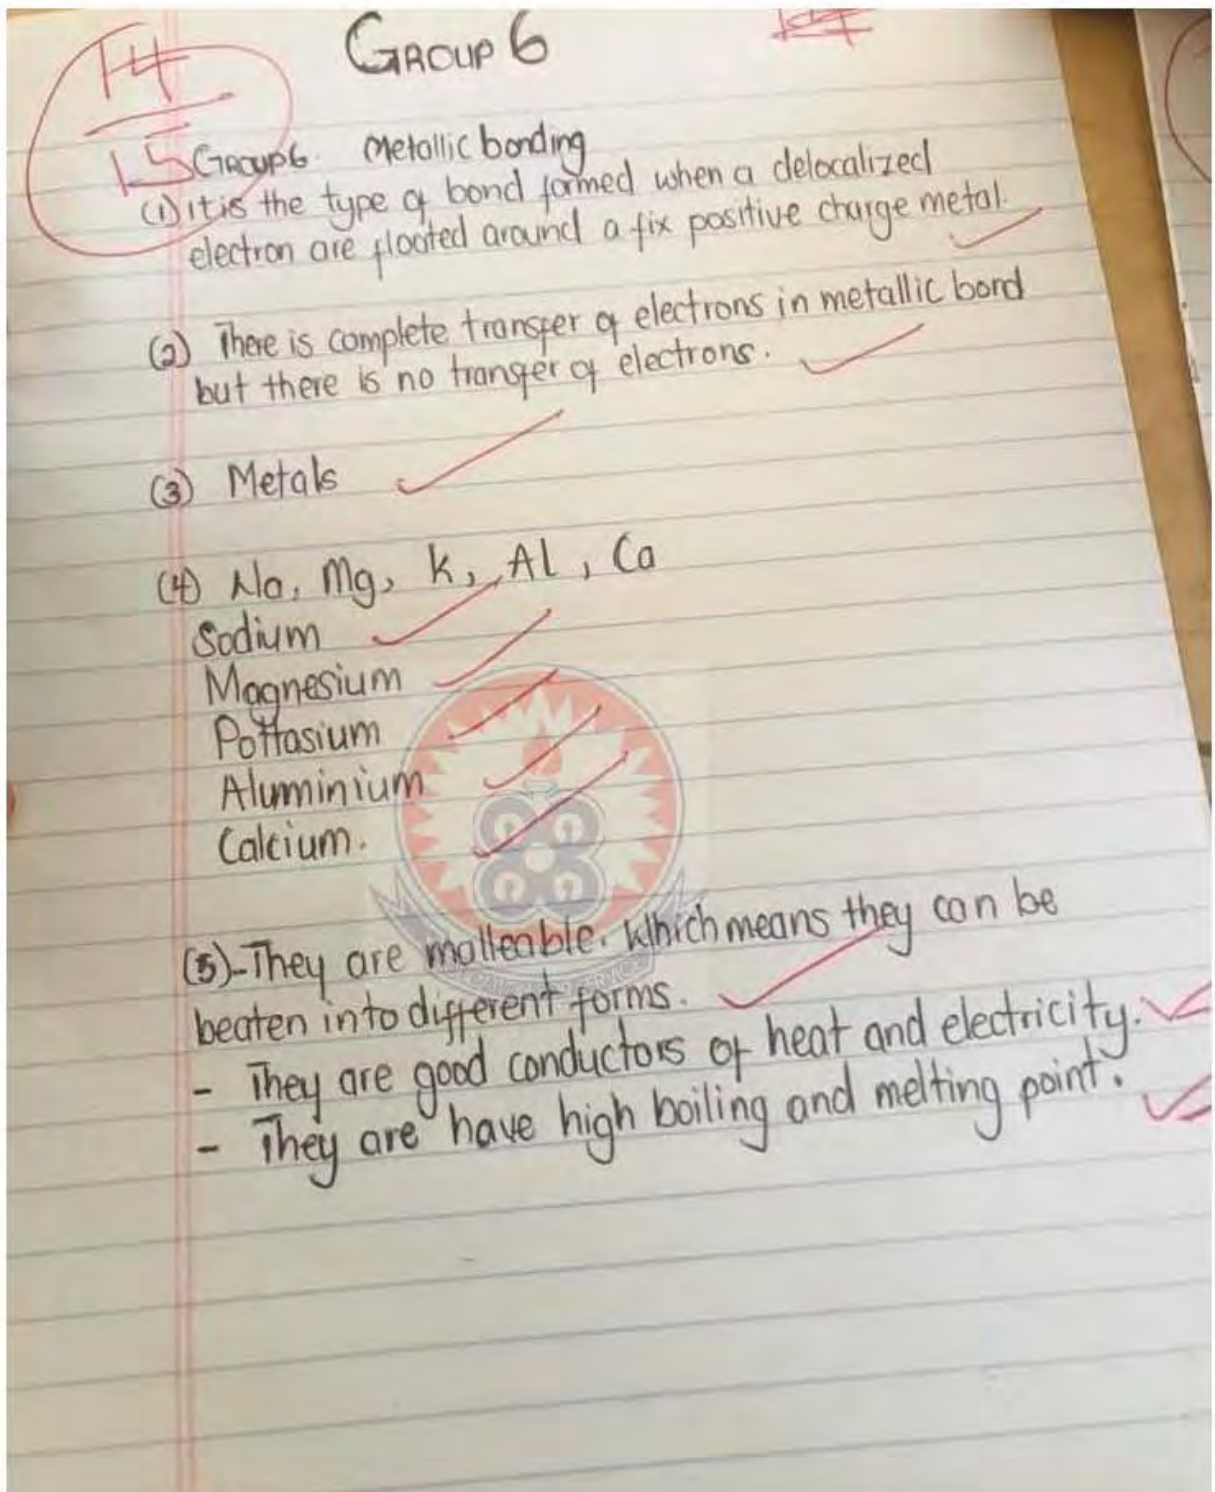 GROUP 6
14
15
GROUP 6. Metallic bonding
(1) it is the type of bond formed when a delocalized
electron are floated around a fix positive charge metal.
(2) There is complete transfer of electrons in metallic bond
but there is no transfer of electrons.
(3) Metals
(4) Na, Mg, K, Al, Ca
Sodium
Magnesium
Pottasium
Aluminium
Calcium.
(5) - They are malleable. Which means they can be
beaten into different forms.
- They are good conductors of heat and electricity.
- They are have high boiling and melting point.